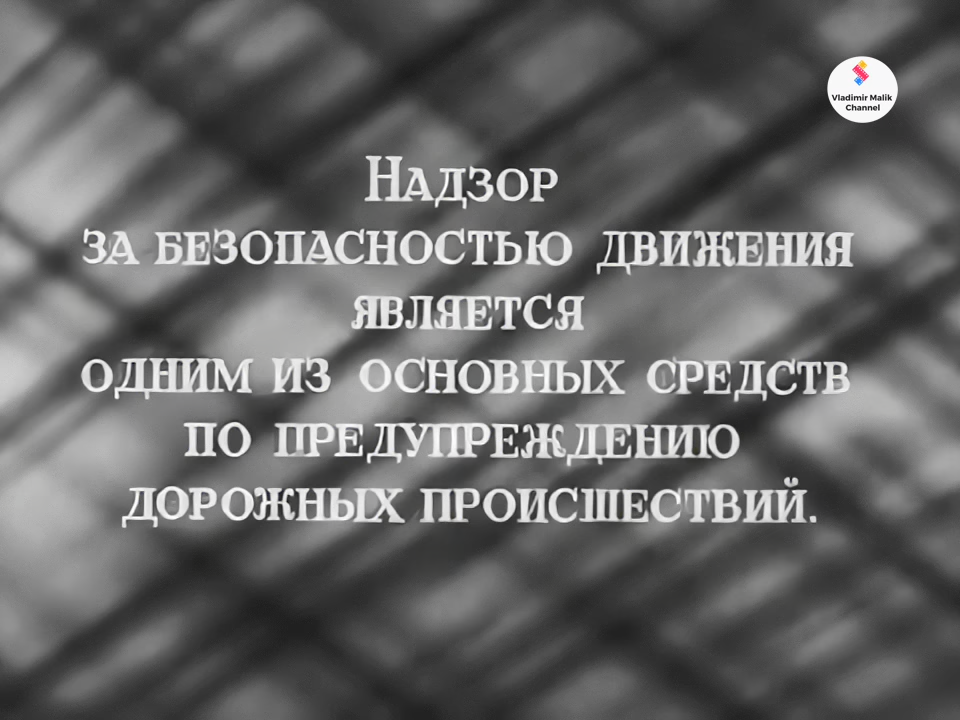 Vladimir Malik
Channel
Надзор
за безопасностью движения
является
одним из основных средств
по предупреждению
дорожных происшествий.